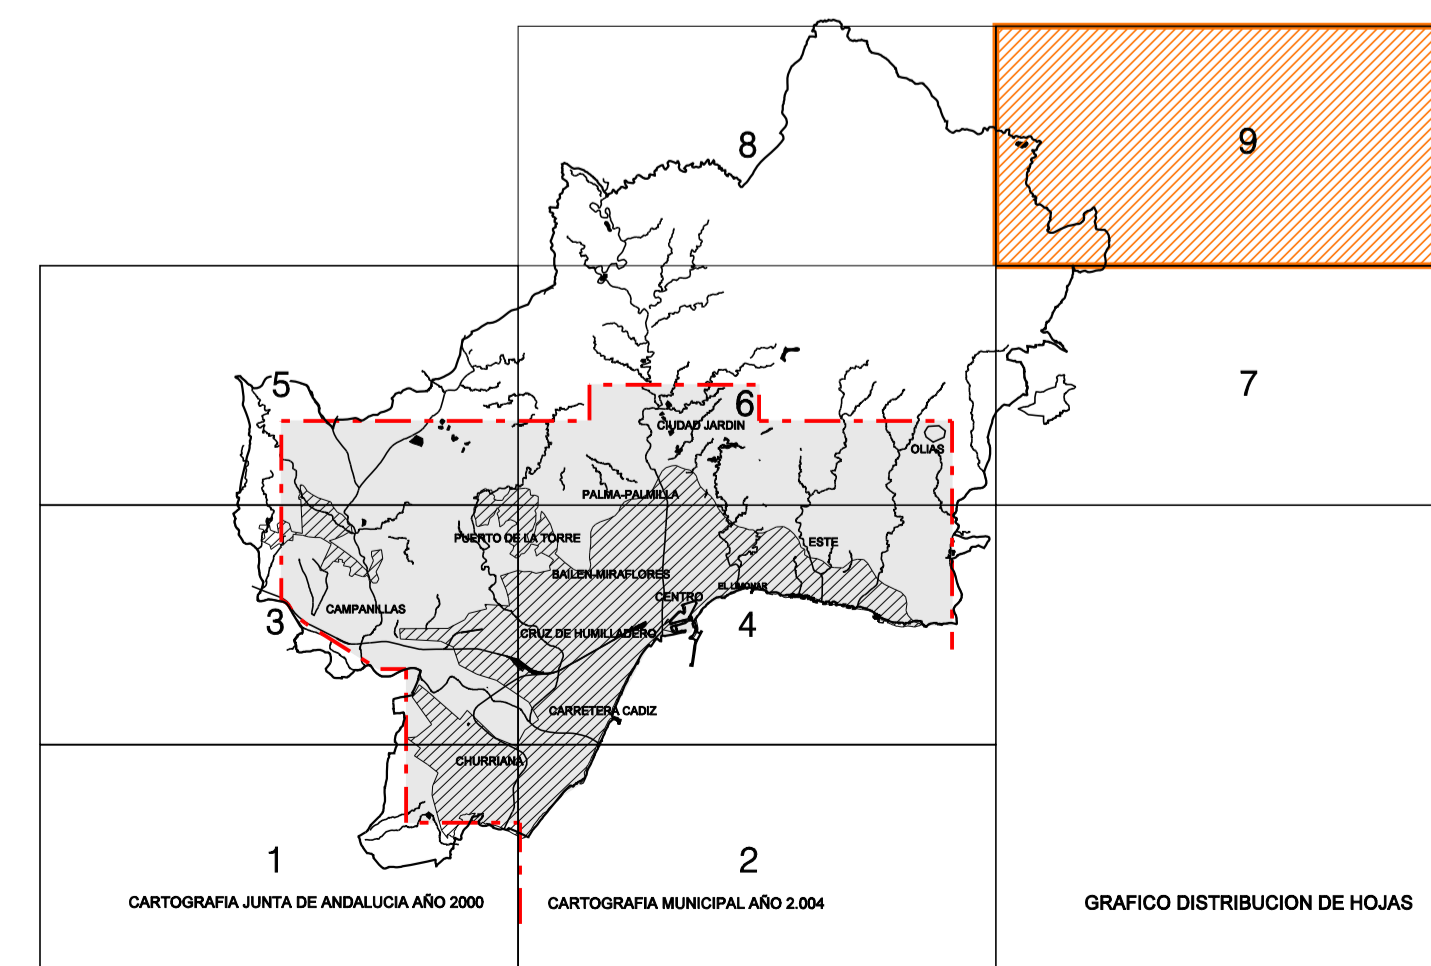 8
9
5
6
7
CIUDAD JARDIN
OLIAS
PALMA-PALMILLA
PUERTO DE LA TORRE
ESTE
BAILEN-MIRAFLORES
EL LIMONAR
CENTRO
CAMPANILLAS
3
CRUZ DE HUMILLADERO
4
CARRETERA CADIZ
CHURRIANA
1
2
CARTOGRAFIA JUNTA DE ANDALUCIA AÑO 2000
CARTOGRAFIA MUNICIPAL AÑO 2.004
GRAFICO DISTRIBUCION DE HOJAS